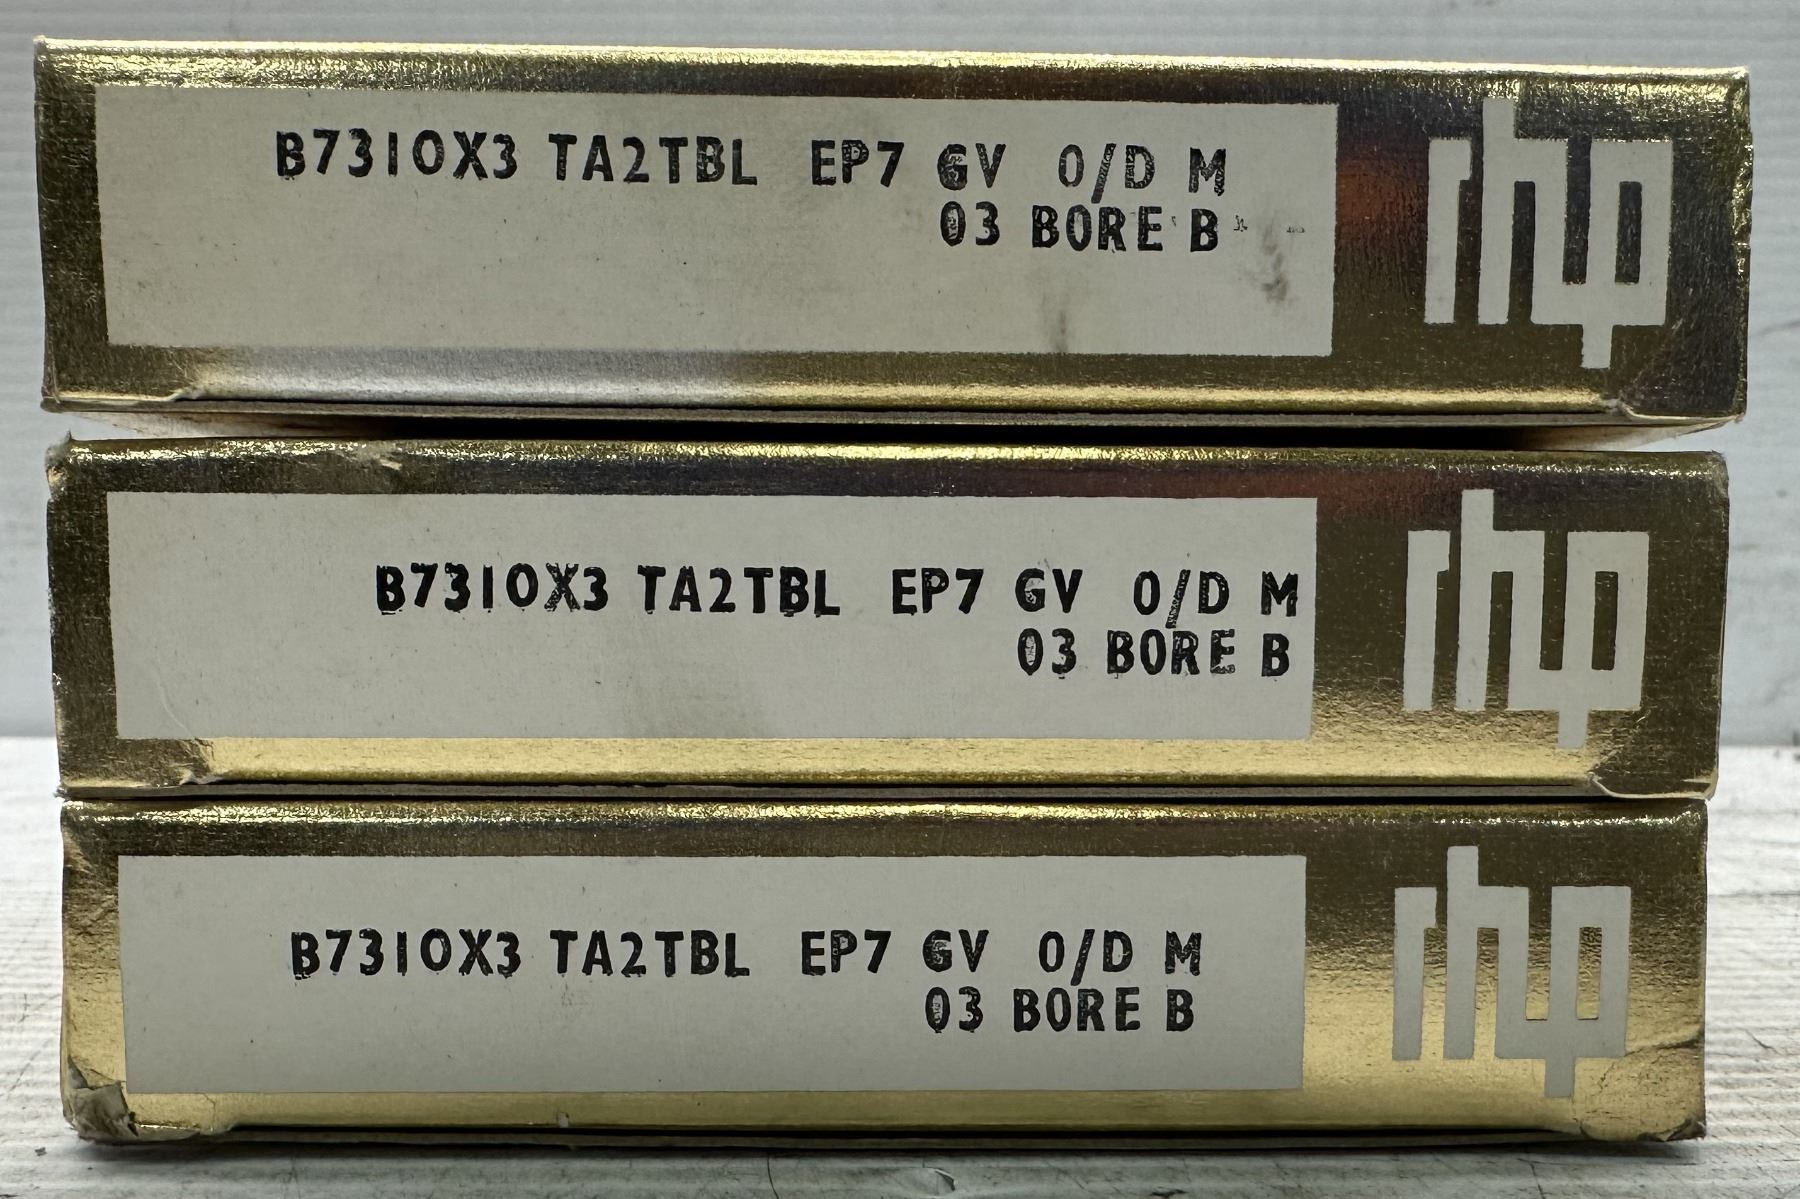 B7310X3 TA2TBL EP7 GV O/D M
03 BORE B
rhp
B7310X3 TA2TBL EP7 GV O/D M
03 BORE B
rhp
B7310X3 TA2TBL EP7 GV O/D M
03 BORE B
rhp